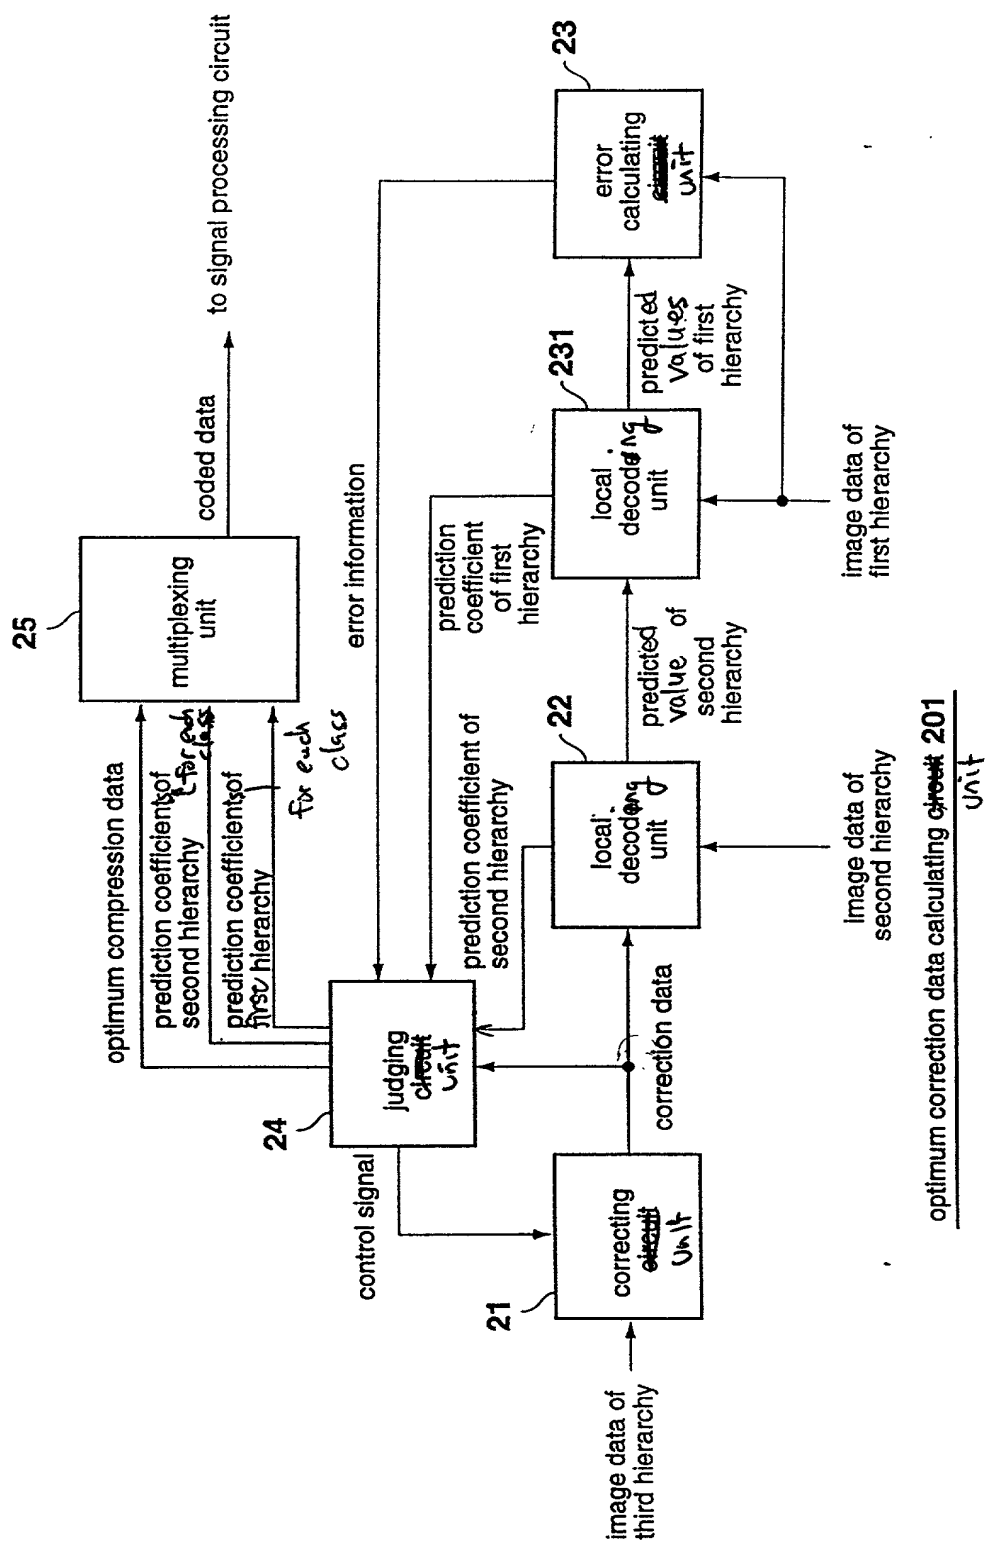 25
multiplexing
unit
coded data
to signal processing circuit
optimum compression data
prediction coefficients of
second hierarchy
for each
class
prediction coefficients of
first hierarchy
for each
class
error information
prediction
coefficient
of first
hierarchy
prediction coefficient of
second hierarchy
24
judging
circuit
unit
control signal
21
correcting
circuit
unit
image data of
third hierarchy
correction data
22
local
decoding
unit
image data of
second hierarchy
predicted
value of
second
hierarchy
231
local
decoding
unit
image data of
first hierarchy
predicted
values
of first
hierarchy
23
error
calculating
circuit
unit
optimum correction data calculating circuit 201
unit